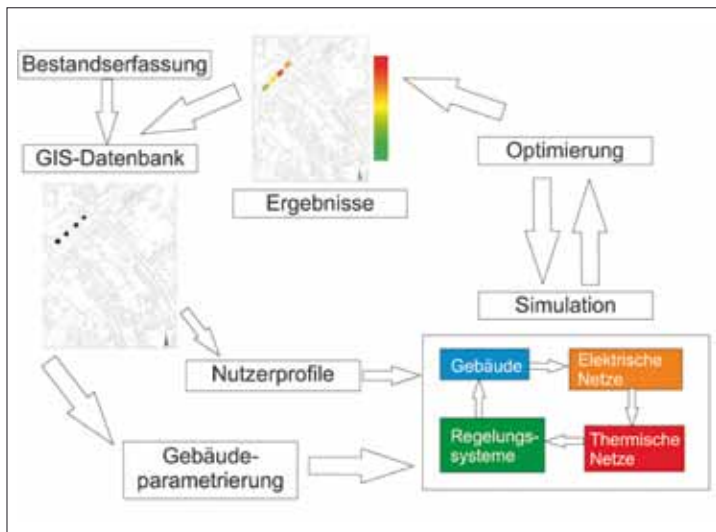 Bestandserfassung
GIS-Datenbank
Ergebnisse
Optimierung
Simulation
Nutzerprofile
Gebäude-
parametrierung
Gebäude
Elektrische
Netze
Regelungs-
systeme
Thermische
Netze